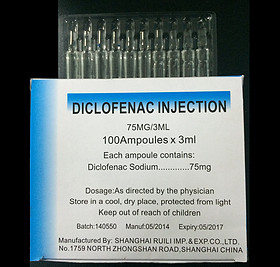 DICLOFENAC INJECTION
75MG/3ML
100Ampoules x 3ml
Each ampoule contains:
Diclofenac Sodium.............75mg
Dosage:As directed by the physician
Store in a cool, dry place, protected from light
Keep out of reach of children
Batch:140550 Manuf:05/2014 Expiry:05/2017
Manufactured By: SHANGHAI RUILI IMP.&EXP.CO.,LTD.
No.1759 NORTH ZHONGSHAN ROAD,SHANGHAI CHINA